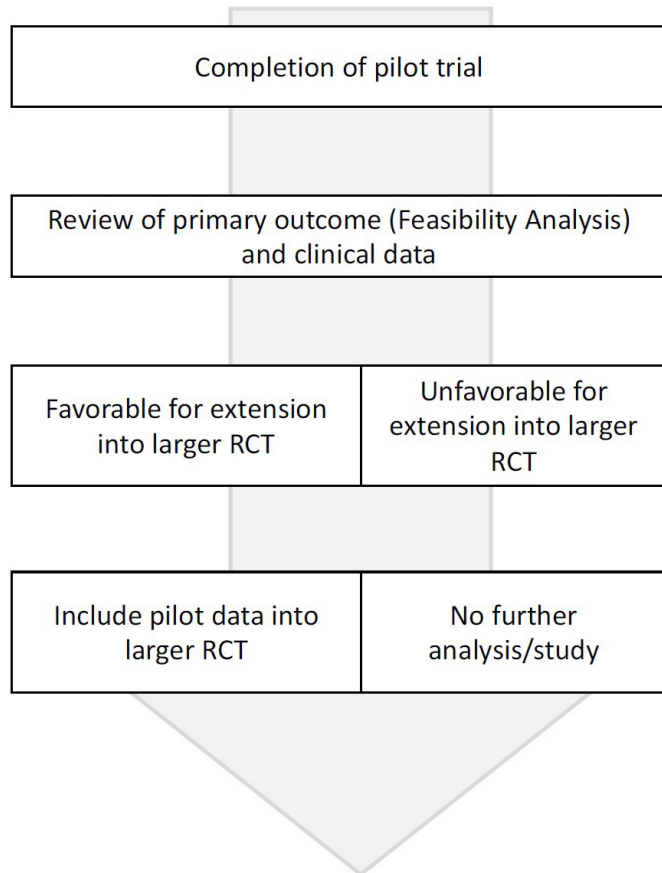 Completion of pilot trial
Review of primary outcome (Feasibility Analysis)
and clinical data
Favorable for extension
into larger RCT
Unfavorable for
extension into larger
RCT
Include pilot data into
larger RCT
No further
analysis/study